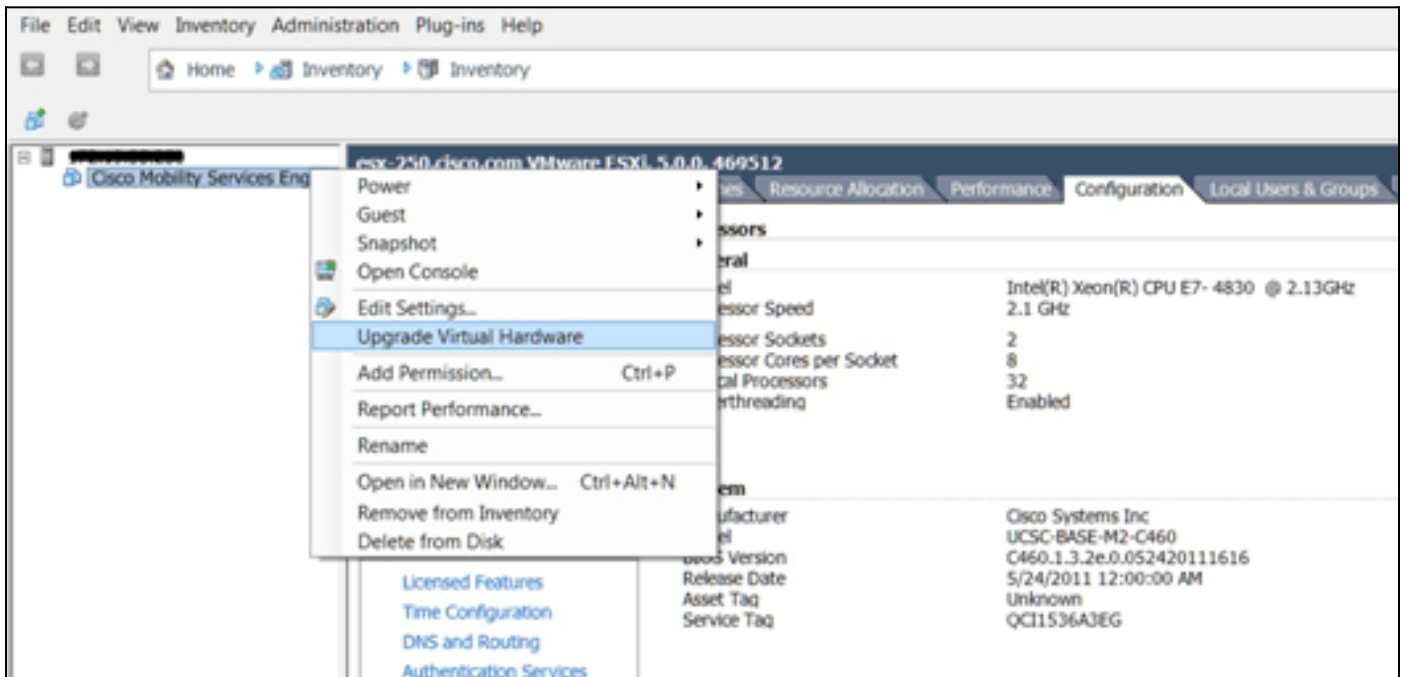 File Edit View Inventory Administration Plug-ins Help
Home Inventory Inventory
Cisco Mobility Services Eng
esx-250.cisco.com VMware ESXi, 5.0.0, 469512
Resource Allocation Performance Configuration Local Users & Groups
Power
Guest
Snapshot
Open Console
Edit Settings...
Upgrade Virtual Hardware
Add Permission... Ctrl+P
Report Performance...
Rename
Open in New Window... Ctrl+Alt+N
Remove from Inventory
Delete from Disk
ssors
eral
el Intel(R) Xeon(R) CPU E7- 4830 @ 2.13GHz
essor Speed 2.1 GHz
essor Sockets 2
essor Cores per Socket 8
cal Processors 32
erthreading Enabled
em
ufacturer Cisco Systems Inc
el UCSC-BASE-M2-C460
BIOS Version C460.1.3.2e.0.052420111616
Release Date 5/24/2011 12:00:00 AM
Asset Tag Unknown
Service Tag QCI1536A3EG
Licensed Features
Time Configuration
DNS and Routing
Authentication Services